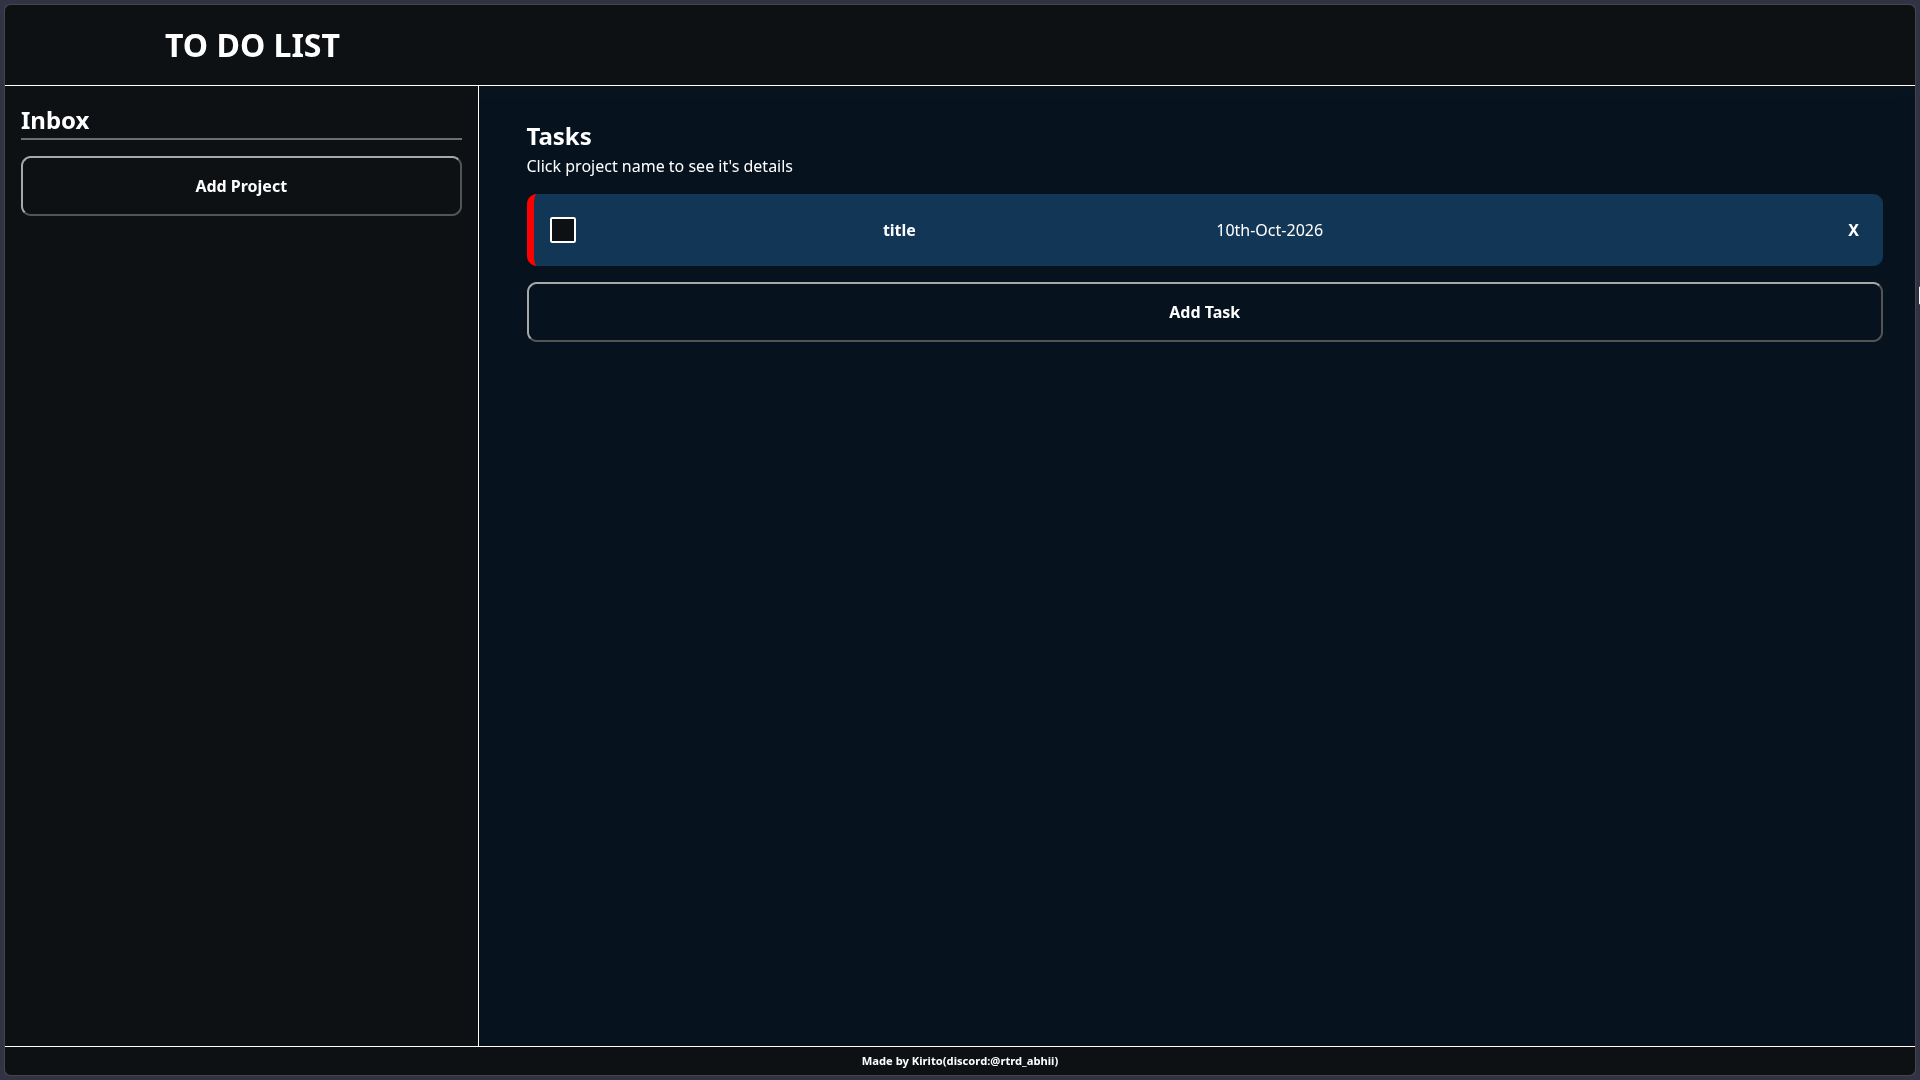 TO DO LIST
Inbox
Add Project
Tasks
Click project name to see it's details
title 10th-Oct-2026 X
Add Task
Made by Kirito(discord:@rtrd_abhii)